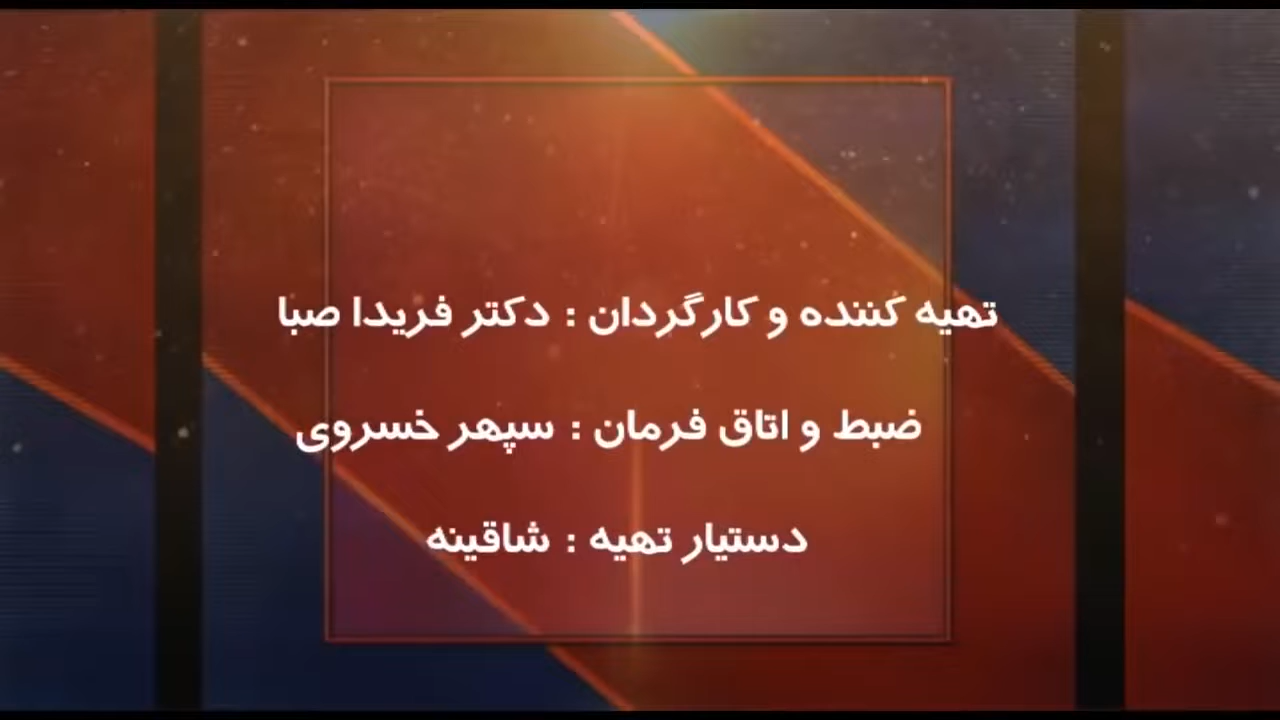 تهیه کننده و کارگردان : دکتر فریدا صبا
ضبط و اتاق فرمان : سپهر خسروی
دستیار تهیه : شاقینه